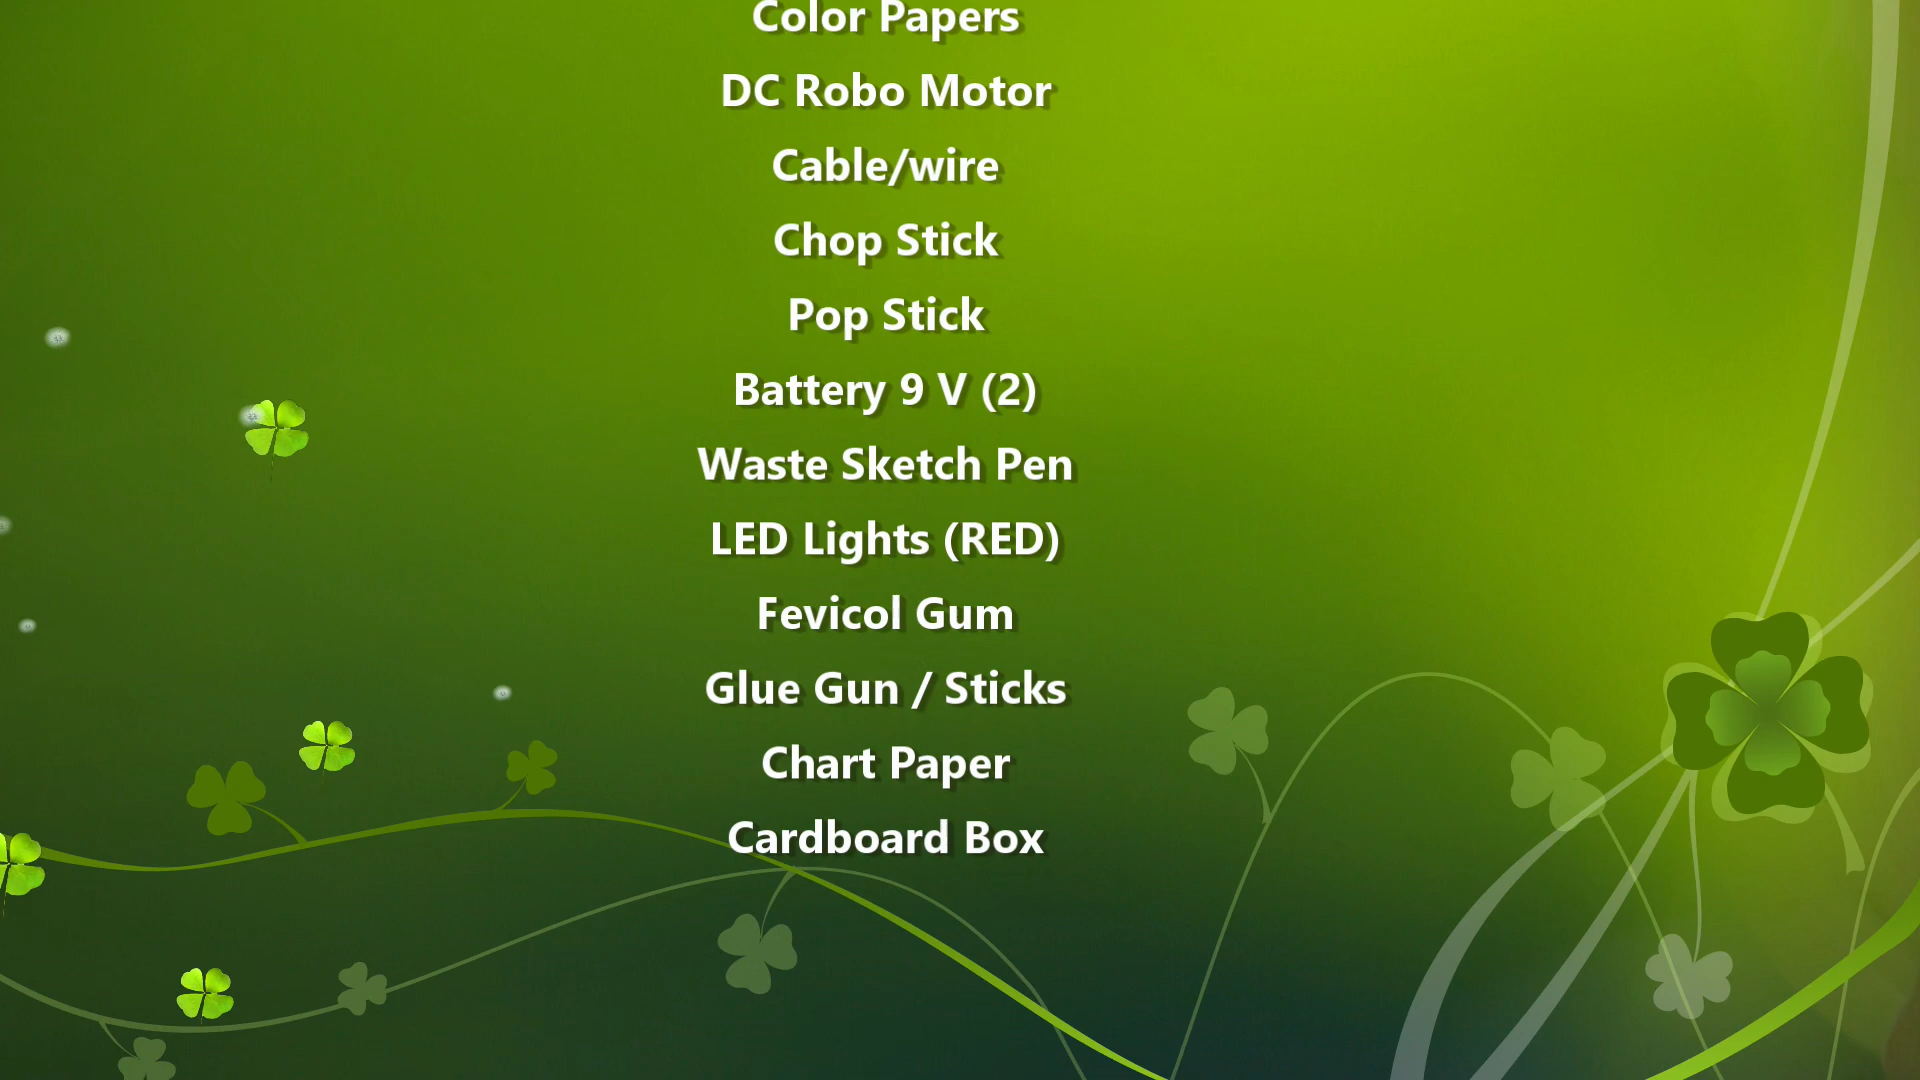 Color Papers
DC Robo Motor
Cable/wire
Chop Stick
Pop Stick
Battery 9 V (2)
Waste Sketch Pen
LED Lights (RED)
Fevicol Gum
Glue Gun / Sticks
Chart Paper
Cardboard Box